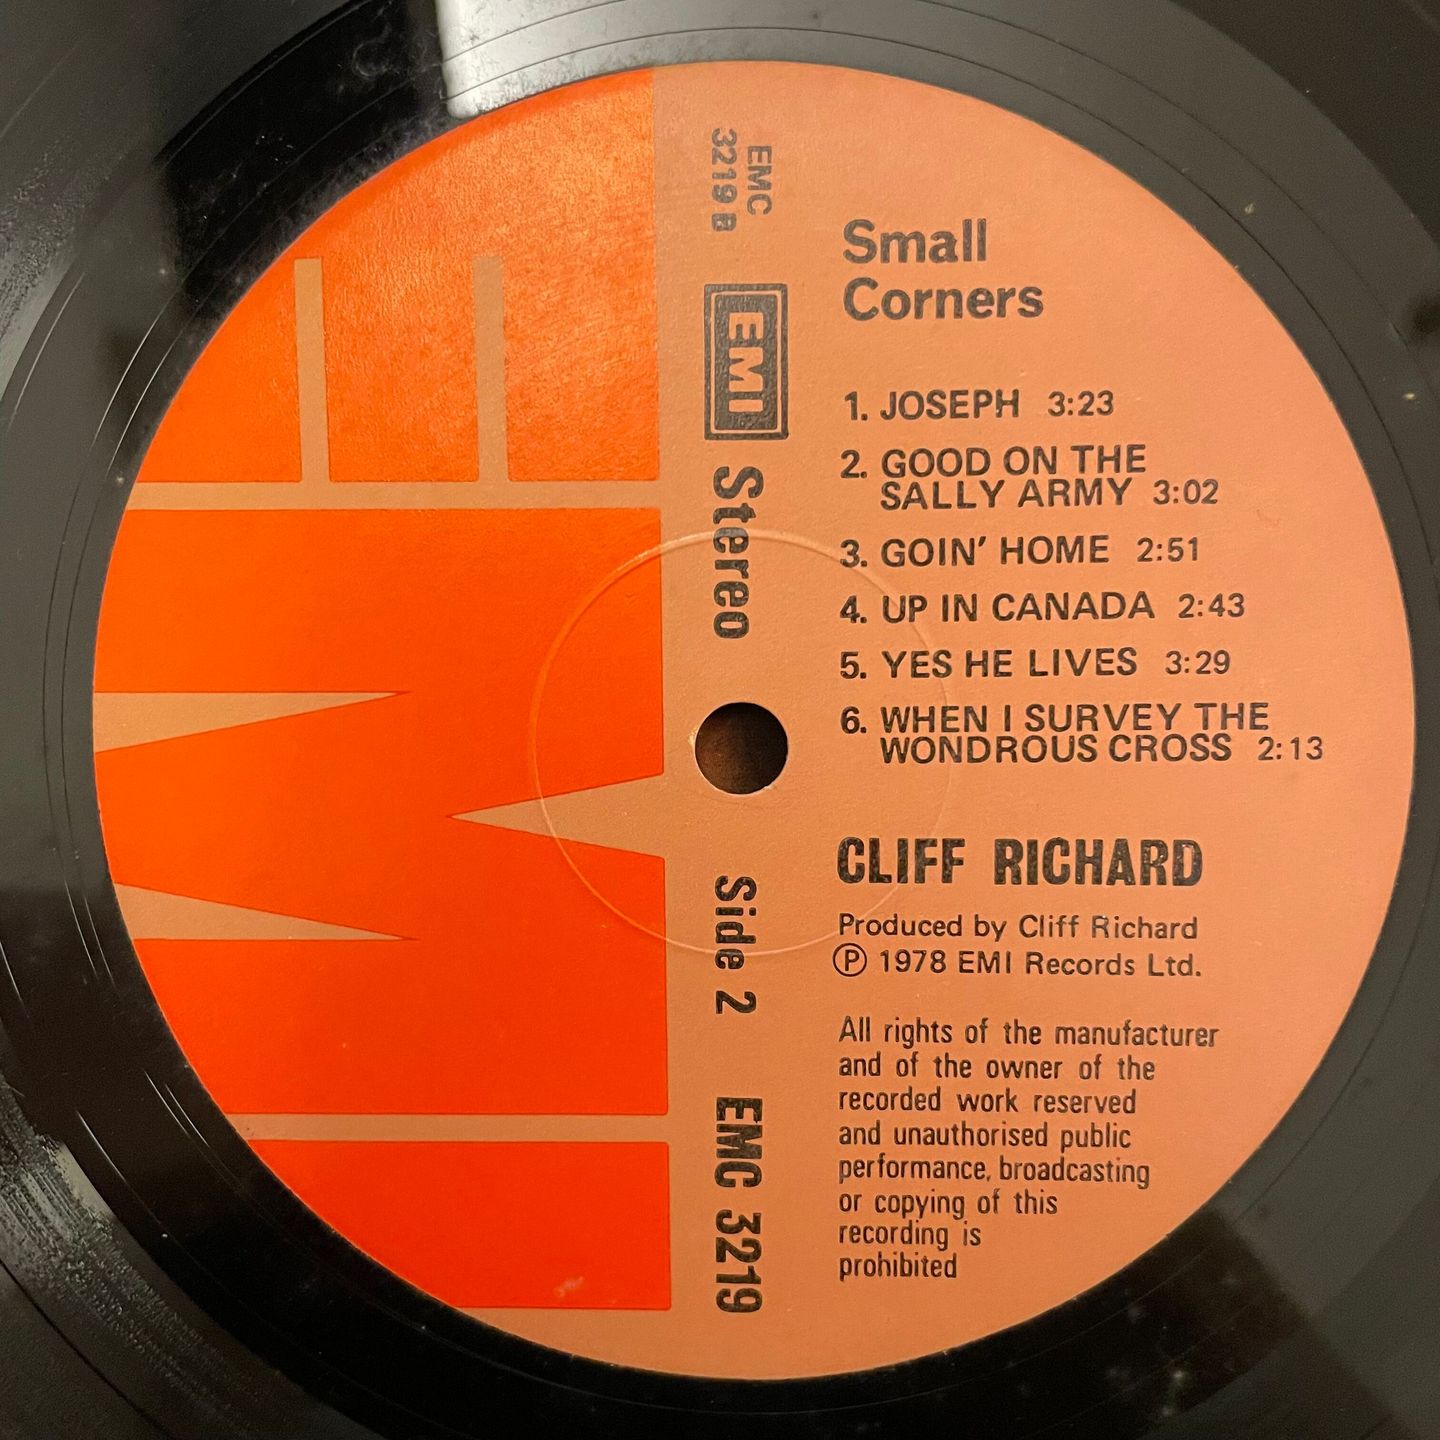 EMC
3219 B
EMI
Stereo
Side 2
EMC 3219
Small
Corners
1. JOSEPH 3:23
2. GOOD ON THE
SALLY ARMY 3:02
3. GOIN' HOME 2:51
4. UP IN CANADA 2:43
5. YES HE LIVES 3:29
6. WHEN I SURVEY THE
WONDROUS CROSS 2:13
CLIFF RICHARD
Produced by Cliff Richard
Ⓟ 1978 EMI Records Ltd.
All rights of the manufacturer
and of the owner of the
recorded work reserved
and unauthorised public
performance, broadcasting
or copying of this
recording is
prohibited